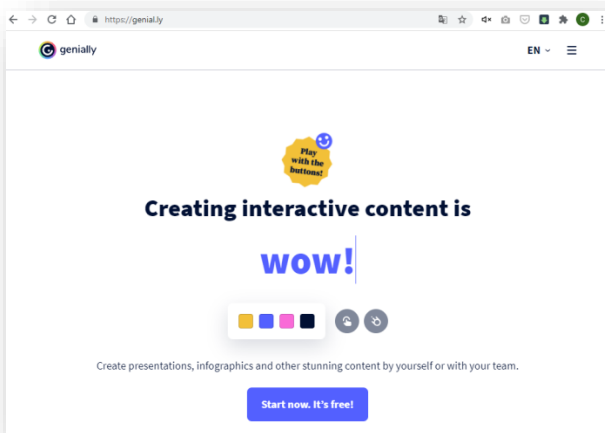 https://genial.ly
C
genially
EN
Play
with the
buttons!
Creating interactive content is
wow!
Create presentations, infographics and other stunning content by yourself or with your team.
Start now. It's free!